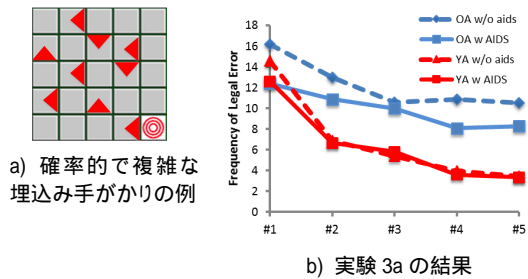 a) 確率的で複雑な
埋込み手がかりの例
18
16
14
12
10
8
6
4
2
0
Frequency of Legal Error
OA w/o aids
OA w AIDS
YA w/o aids
YA w AIDS
#1 #2 #3 #4 #5
b) 実験 3a の結果